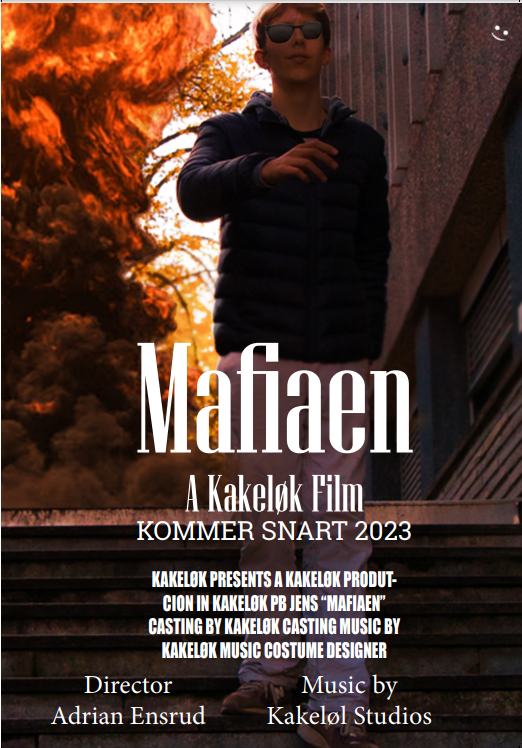 Mafiaen
A Kakeløk Film
KOMMER SNART 2023
KAKELØK PRESENTS A KAKELØK PRODUT-
CION IN KAKELØK PB JENS “MAFIAEN”
CASTING BY KAKELØK CASTING MUSIC BY
KAKELØK MUSIC COSTUME DESIGNER
Director
Adrian Ensrud
Music by
Kakeløl Studios